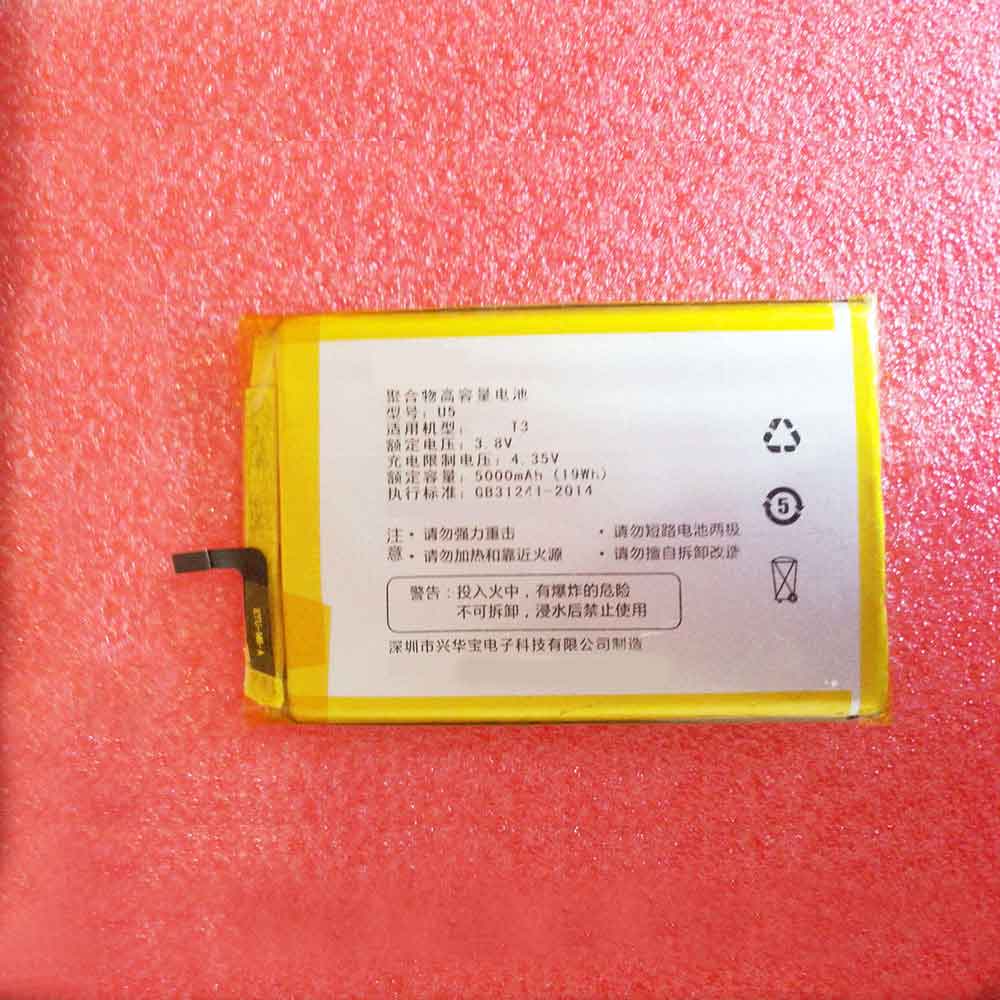 聚合物高容量电池
型号：U5
适用机型： T3
额定电压：3.8V
充电限制电压：4.35V
额定容量：5000mAh (19Wh)
执行标准：GB31241-2014
注意
·请勿强力重击 ·请勿短路电池两极
·请勿加热和靠近火源 ·请勿擅自拆卸改造
警告：投入火中，有爆炸的危险
不可拆卸，浸水后禁止使用
深圳市兴华宝电子科技有限公司制造
5